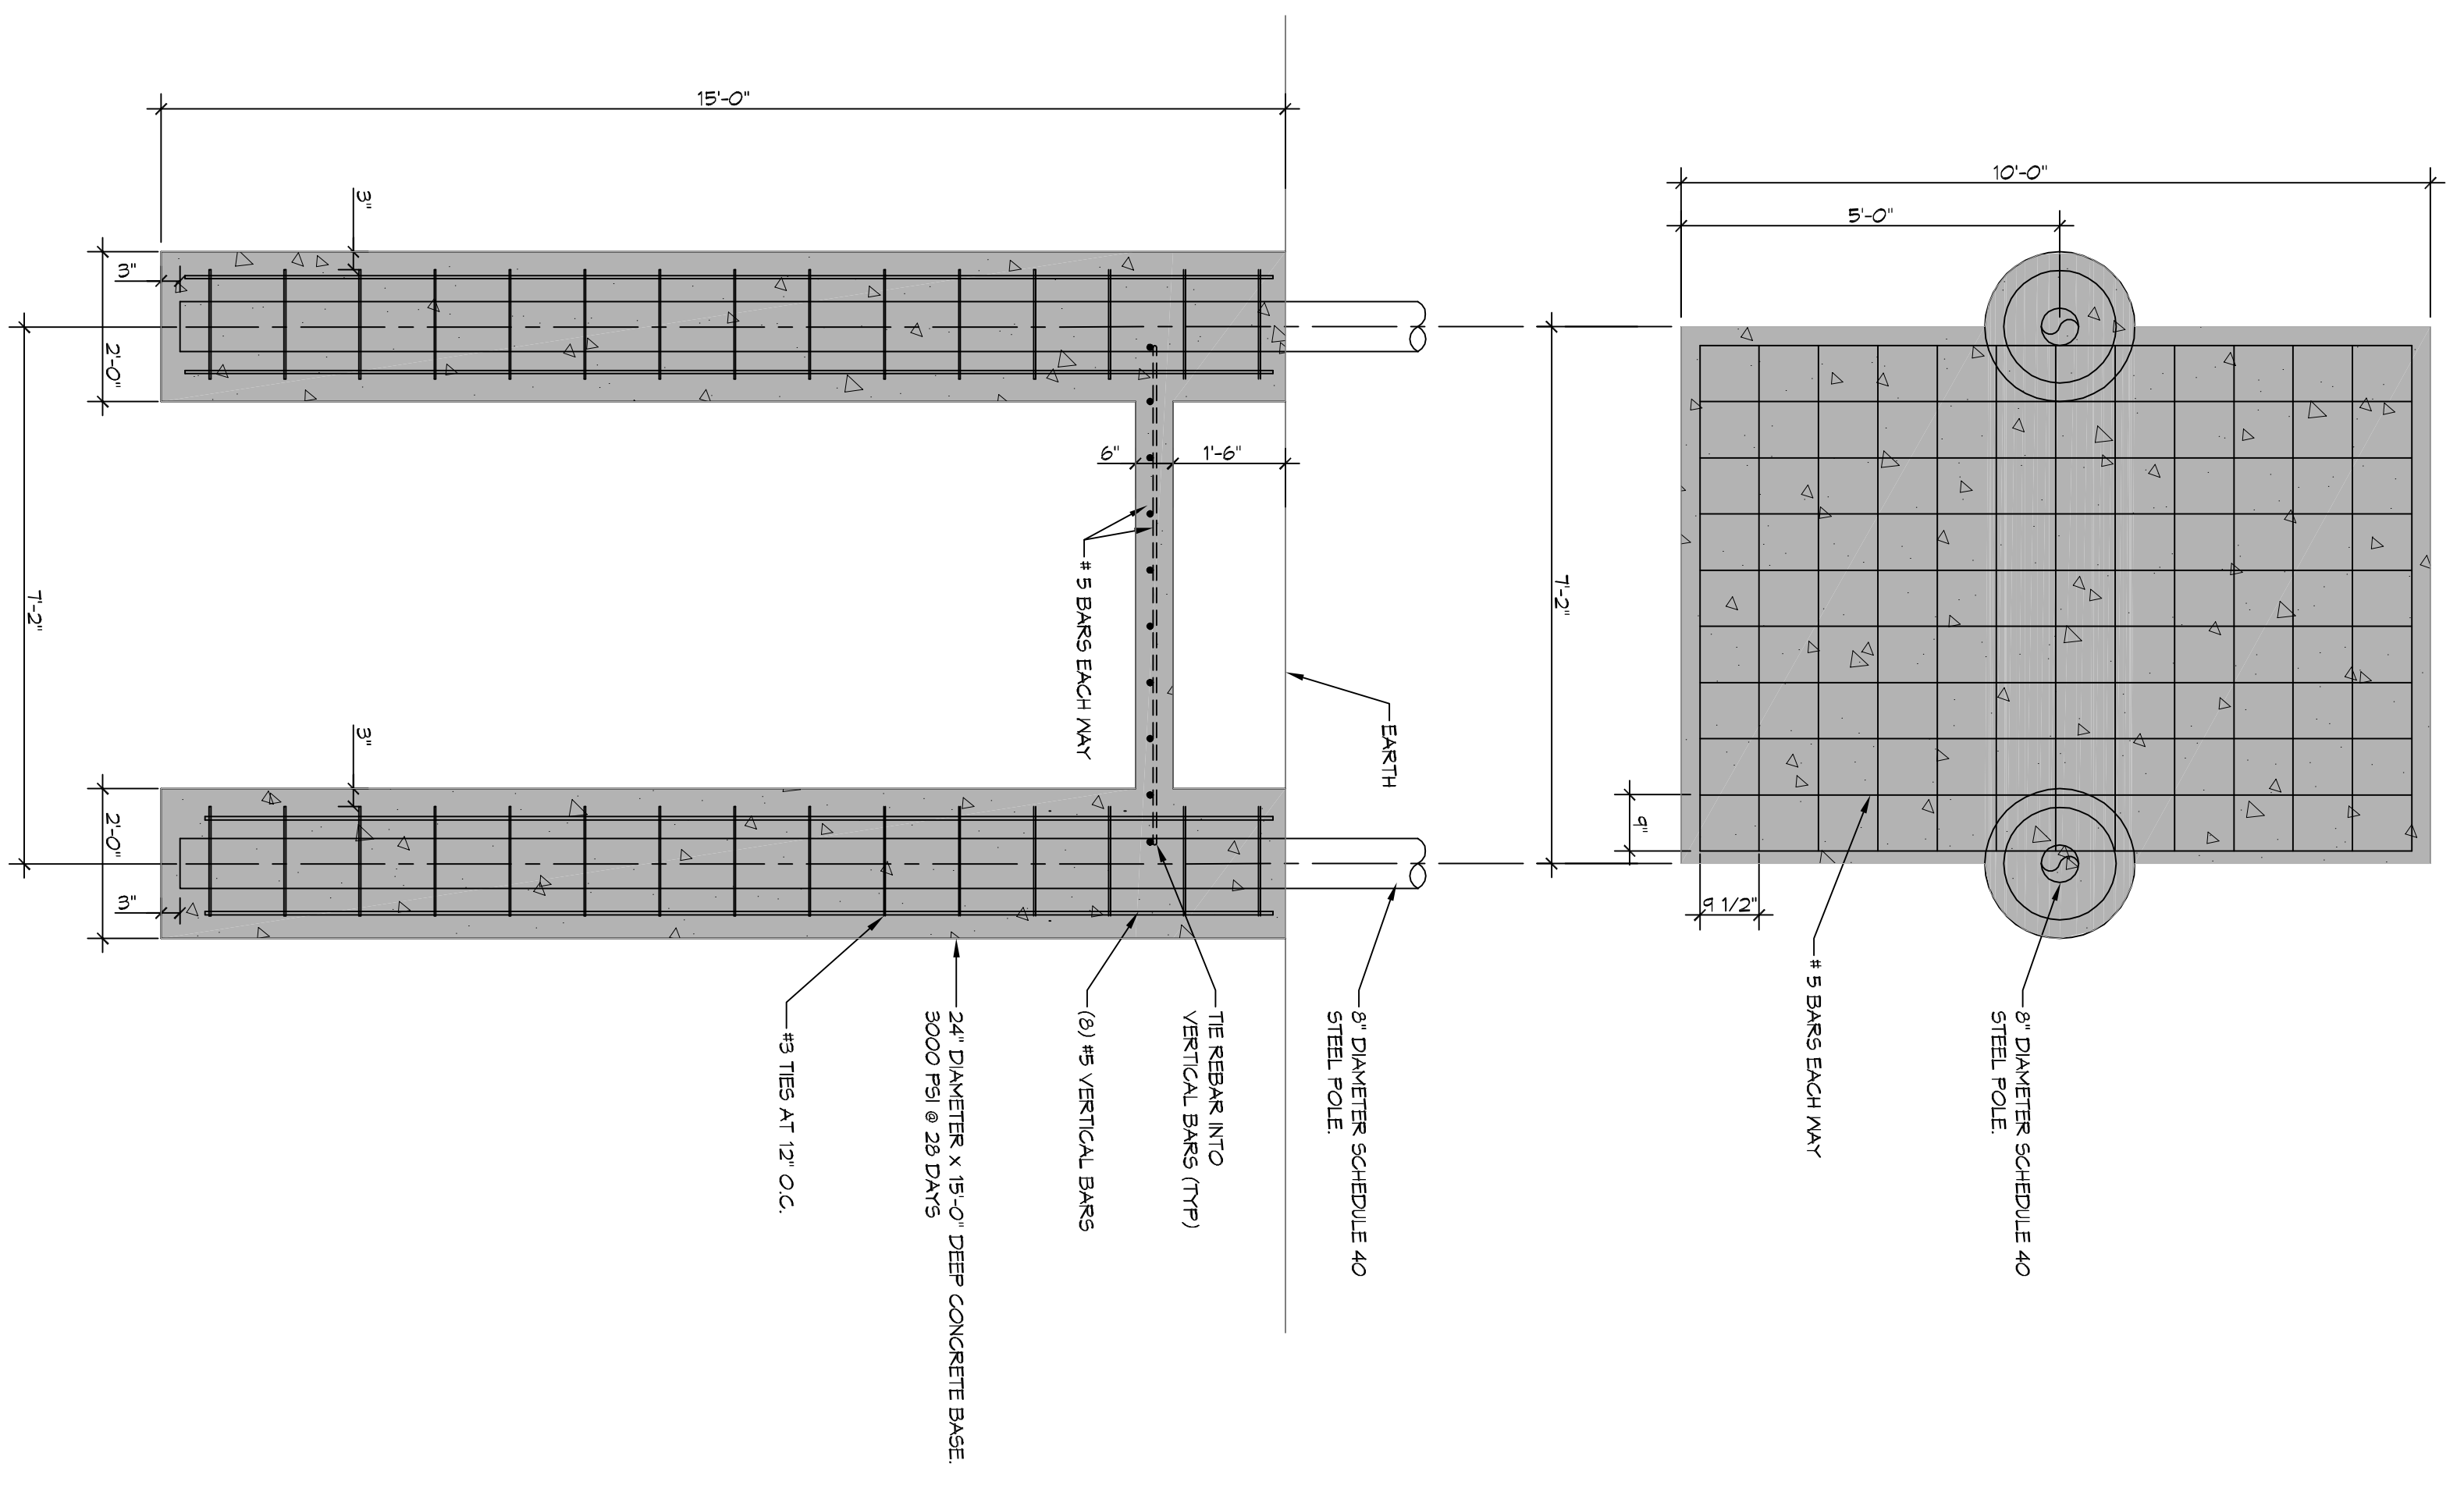 15'-0"
10'-0"
5'-0"
3"
3"
2'-0"
7'-2"
6"
1'-6"
# 5 BARS EACH WAY
EARTH
7'-2"
3"
2'-0"
3"
9"
9 1/2"
8" DIAMETER SCHEDULE 40
STEEL POLE.
# 5 BARS EACH WAY
8" DIAMETER SCHEDULE 40
STEEL POLE.
TIE REBAR INTO
VERTICAL BARS (TYP)
(8) #5 VERTICAL BARS
24" DIAMETER x 15'-0" DEEP CONCRETE BASE.
3000 PSI @ 28 DAYS
#3 TIES AT 12" O.C.